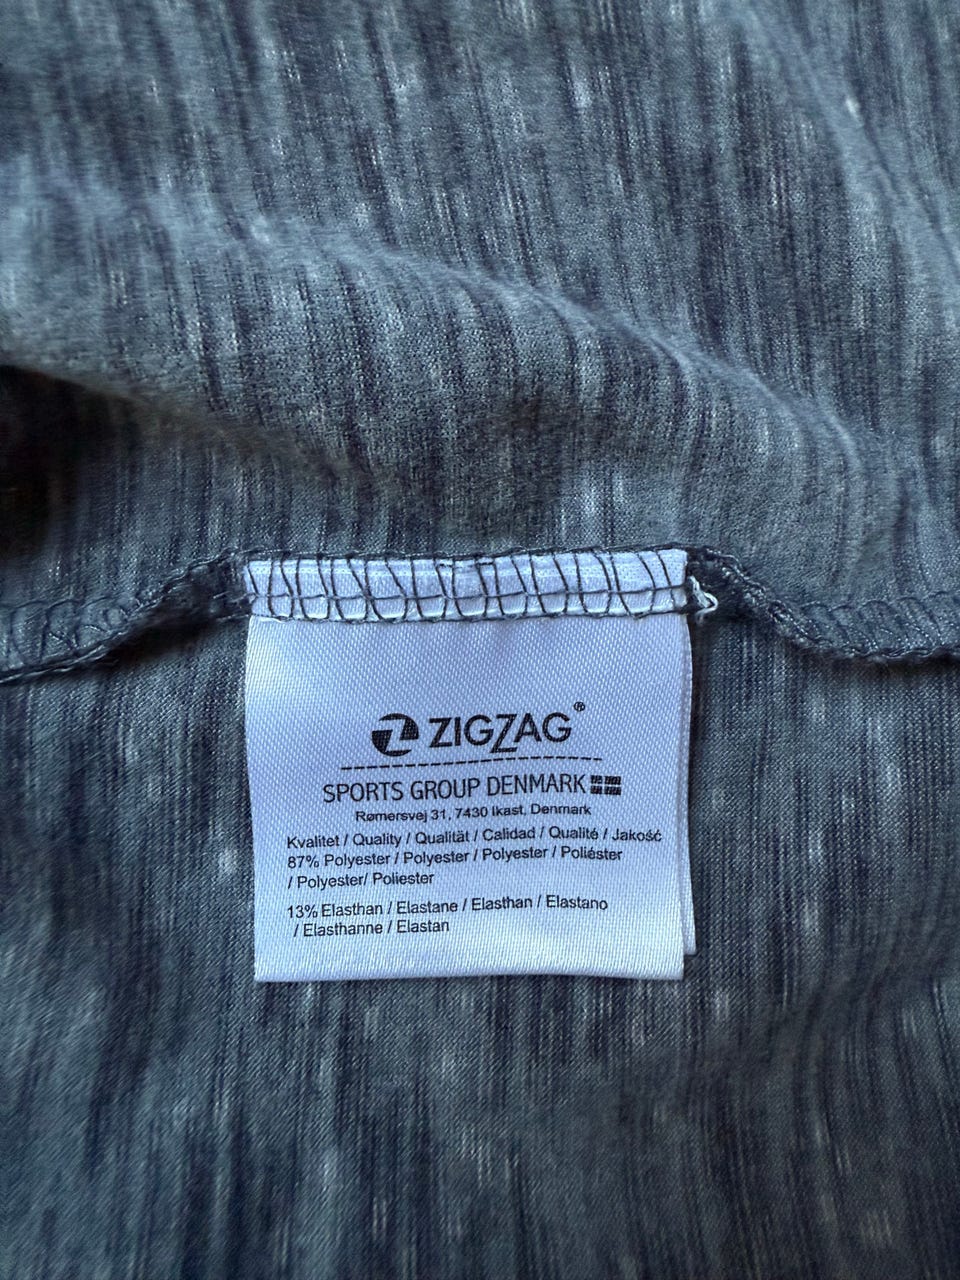 ZIGZAG®
SPORTS GROUP DENMARK
Rømersvej 31, 7430 Ikast, Denmark
Kvalitet / Quality / Qualität / Calidad / Qualité / Jakość
87% Polyester / Polyester / Polyester / Poliéster
/ Polyester/ Poliester
13% Elasthan / Elastane / Elasthan / Elastano
/ Elasthanne / Elastan